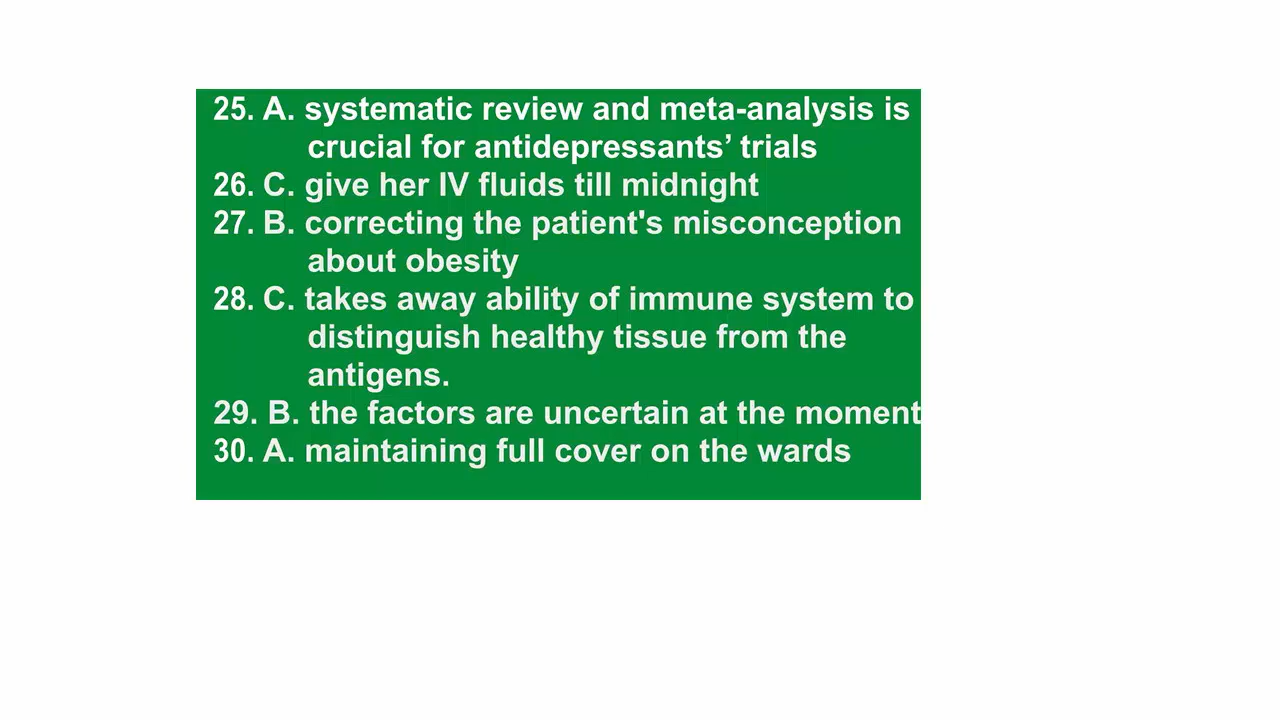 25. A. systematic review and meta-analysis is
crucial for antidepressants’ trials
26. C. give her IV fluids till midnight
27. B. correcting the patient's misconception
about obesity
28. C. takes away ability of immune system to
distinguish healthy tissue from the
antigens.
29. B. the factors are uncertain at the moment
30. A. maintaining full cover on the wards